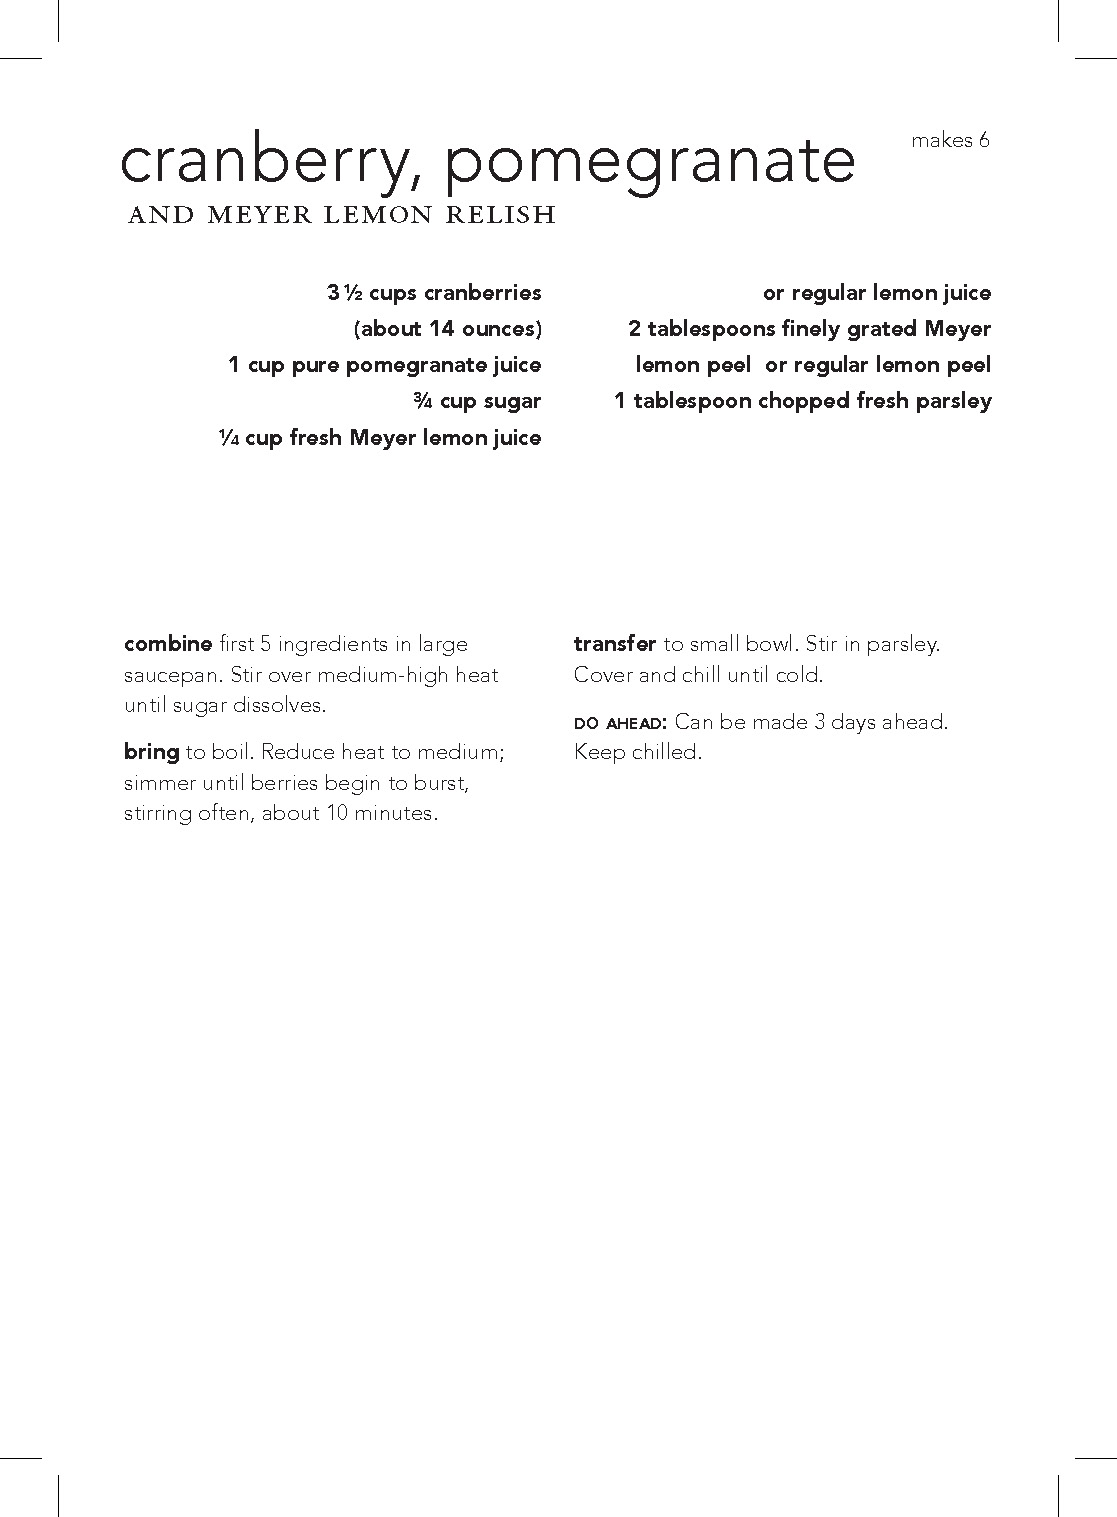 cranberry, pomegranate
makes 6
AND MEYER LEMON RELISH
3 ½ cups cranberries
(about 14 ounces)
1 cup pure pomegranate juice
¾ cup sugar
¼ cup fresh Meyer lemon juice
or regular lemon juice
2 tablespoons finely grated Meyer
lemon peel or regular lemon peel
1 tablespoon chopped fresh parsley
combine first 5 ingredients in large
saucepan. Stir over medium-high heat
until sugar dissolves.
bring to boil. Reduce heat to medium;
simmer until berries begin to burst,
stirring often, about 10 minutes.
transfer to small bowl. Stir in parsley.
Cover and chill until cold.
DO AHEAD: Can be made 3 days ahead.
Keep chilled.